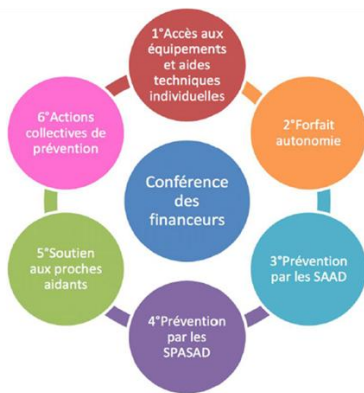 1°Accès aux
équipements
et aides
techniques
individuelles
2°Forfait
autonomie
3°Prévention
par les SAAD
4°Prévention
par les
SPASAD
5°Soutien
aux proches
aidants
6°Actions
collectives de
prévention
Conférence
des
financeurs